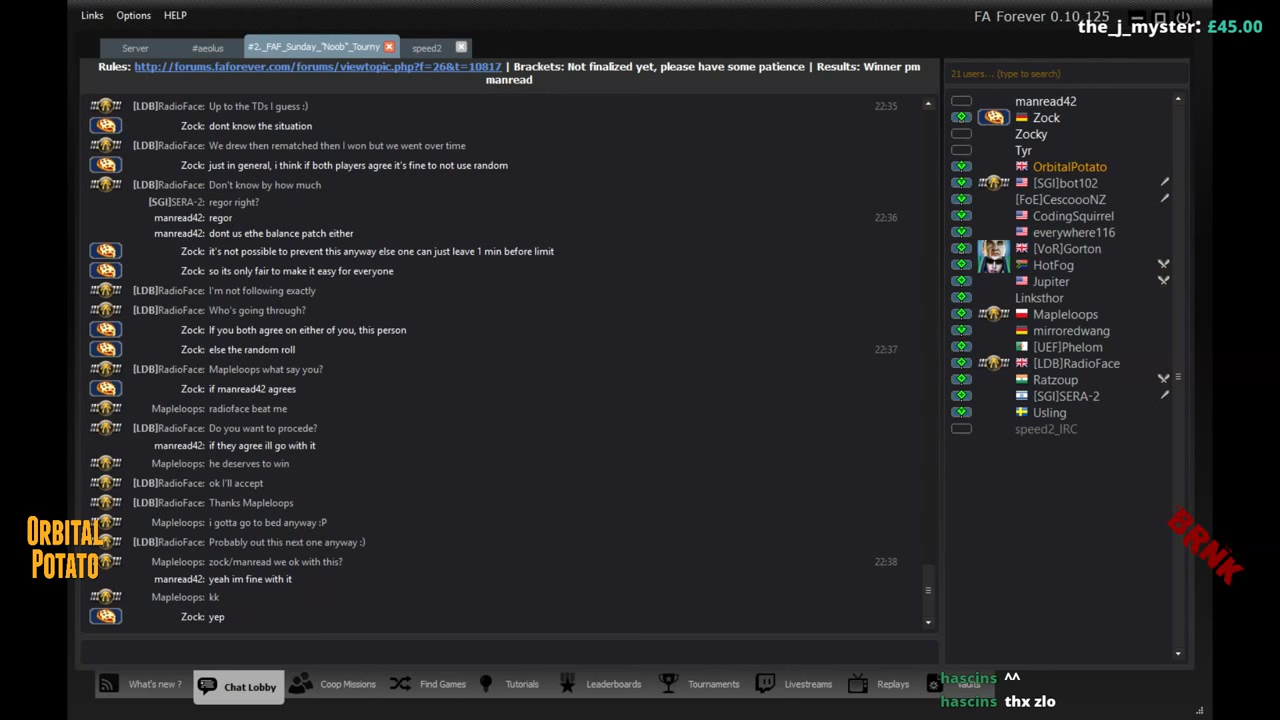 Links Options HELP
FA Forever 0.10.125
the_j_myster: £45.00
Server #aeolus #2._FAF_Sunday_"Noob"_Tourny speed2
Rules: http://forums.faforever.com/forums/viewtopic.php?f=26&t=10817 | Brackets: Not finalized yet, please have some patience | Results: Winner pm
manread
[LDB]RadioFace: Up to the TDs I guess :) 22:35
Zock: dont know the situation
[LDB]RadioFace: We drew then rematched then I won but we went over time
Zock: just in general, i think if both players agree it's fine to not use random
[LDB]RadioFace: Don't know by how much
[SGI]SERA-2: regor right?
manread42: regor 22:36
manread42: dont us ethe balance patch either
Zock: it's not possible to prevent this anyway else one can just leave 1 min before limit
Zock: so its only fair to make it easy for everyone
[LDB]RadioFace: I'm not following exactly
[LDB]RadioFace: Who's going through?
Zock: If you both agree on either of you, this person
Zock: else the random roll 22:37
[LDB]RadioFace: Mapleloops what say you?
Zock: if manread42 agrees
Mapleloops: radioface beat me
[LDB]RadioFace: Do you want to procede?
manread42: if they agree ill go with it
Mapleloops: he deserves to win
[LDB]RadioFace: ok I'll accept
[LDB]RadioFace: Thanks Mapleloops
Mapleloops: i gotta go to bed anyway :P
[LDB]RadioFace: Probably out this next one anyway :)
Mapleloops: zock/manread we ok with this? 22:38
manread42: yeah im fine with it
Mapleloops: kk
Zock: yep
21 users... (type to search)
manread42
Zock
Zocky
Tyr
OrbitalPotato
[SGI]bot102
[FoE]CescoooNZ
CodingSquirrel
everywhere116
[VoR]Gorton
HotFog
Jupiter
Linksthor
Mapleloops
mirroredwang
[UEF]Phelom
[LDB]RadioFace
Ratzoup
[SGI]SERA-2
Usling
speed2_IRC
ORBITAL
POTATO
BRNK
What's new ? Chat Lobby Coop Missions Find Games Tutorials Leaderboards Tournaments Livestreams Replays Vaults
hascins ^^
hascins thx zlo